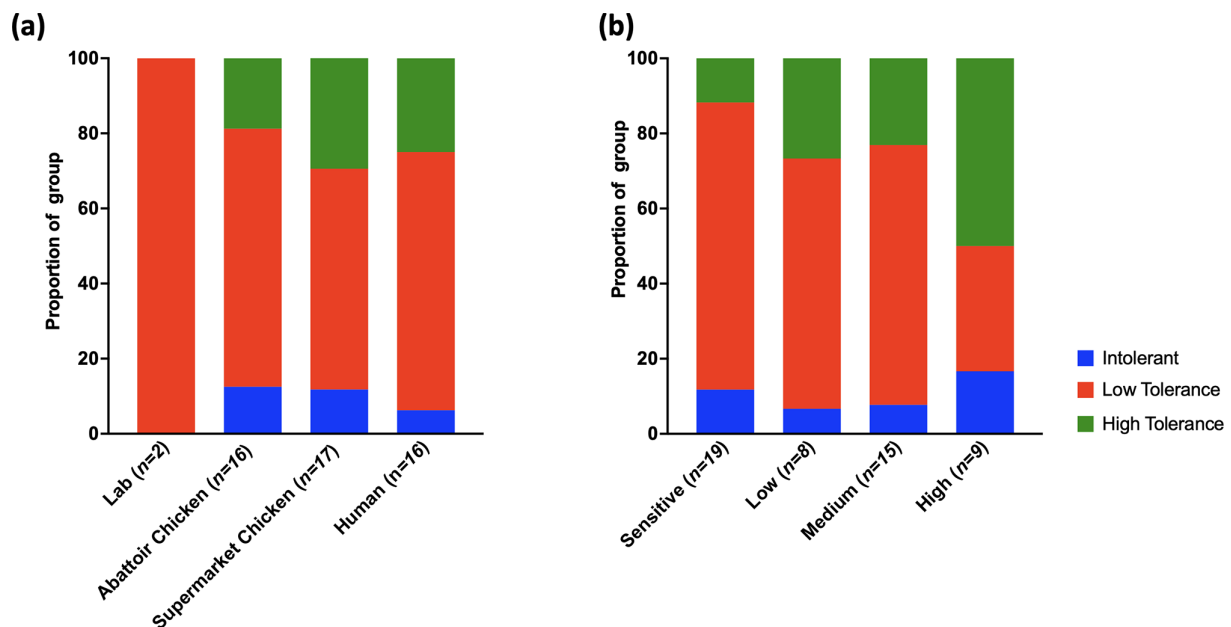 (a)
Proportion of group
100
80
60
40
20
0
Lab (n=2)
Abattoir Chicken (n=16)
Supermarket Chicken (n=17)
Human (n=16)
(b)
Proportion of group
100
80
60
40
20
0
Sensitive (n=19)
Low (n=8)
Medium (n=15)
High (n=9)
Intolerant
Low Tolerance
High Tolerance